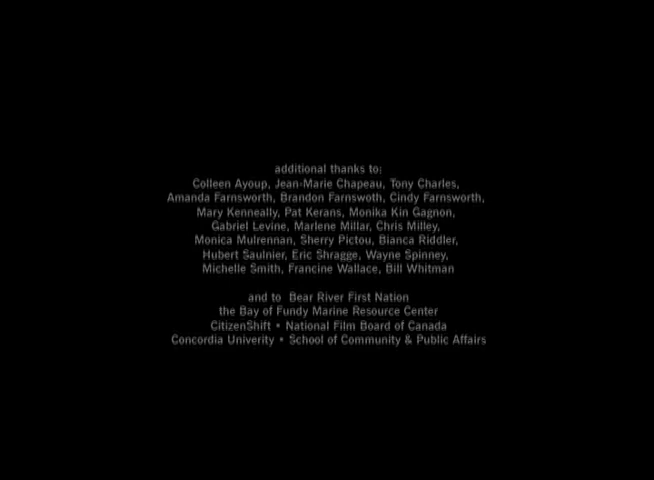 additional thanks to:
Colleen Ayoup, Jean-Marie Chapeau, Tony Charles,
Amanda Farnsworth, Brandon Farnswoth, Cindy Farnsworth,
Mary Kenneally, Pat Kerans, Monika Kin Gagnon,
Gabriel Levine, Marlene Millar, Chris Milley,
Monica Mulrennan, Sherry Pictou, Bianca Riddler,
Hubert Saulnier, Eric Shragge, Wayne Spinney,
Michelle Smith, Francine Wallace, Bill Whitman
and to Bear River First Nation
the Bay of Fundy Marine Resource Center
CitizenShift • National Film Board of Canada
Concordia Univerity • School of Community & Public Affairs